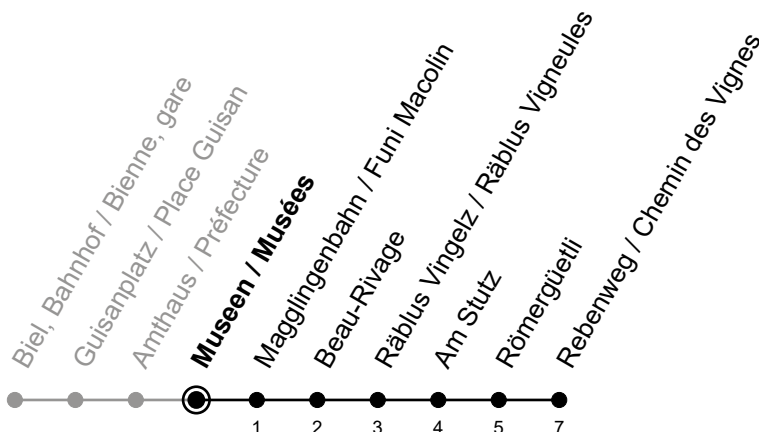 Biel, Bahnhof / Bienne, gare
Guisanplatz / Place Guisan
Amthaus / Préfecture
Museen / Musées
Magglingenbahn / Funi Macolin
Beau-Rivage
Räblus Vingelz / Räblus Vigneules
Am Stutz
Römergüetli
Rebenweg / Chemin des Vignes
1 2 3 4 5 7